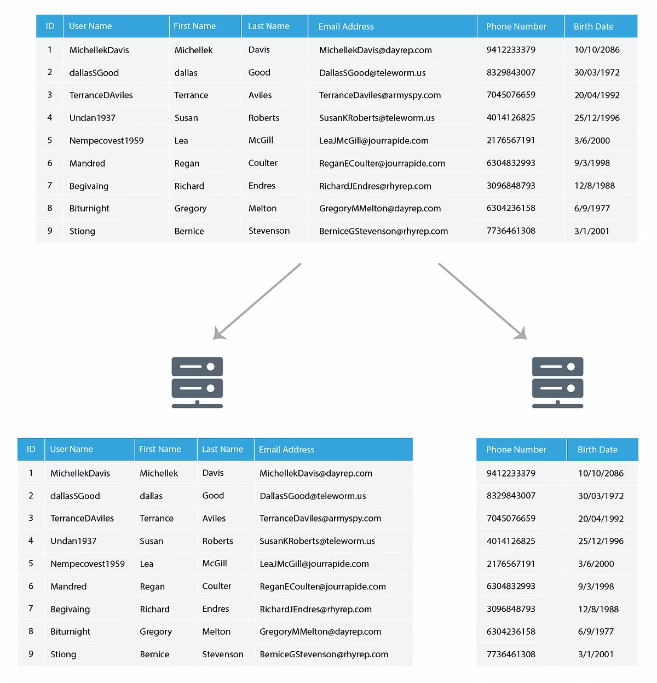 ID User Name First Name Last Name Email Address Phone Number Birth Date
1 MichellekDavis Michellek Davis MichellekDavis@dayrep.com 9412233379 10/10/2086
2 dallasSGood dallas Good DallasSGood@teleworm.us 8329843007 30/03/1972
3 TerranceDAviles Terrance Aviles TerranceDaviles@armyspy.com 7045076659 20/04/1992
4 Undan1937 Susan Roberts SusanKRoberts@teleworm.us 4014126825 25/12/1996
5 Nempecovest1959 Lea McGill LeaJMcGill@jourrapide.com 2176567191 3/6/2000
6 Mandred Regan Coulter ReganECoulter@jourrapide.com 6304832993 9/3/1998
7 Begivaing Richard Endres RichardJEndres@rhyrep.com 3096848793 12/8/1988
8 Biturnight Gregory Melton GregoryMMelton@dayrep.com 6304236158 6/9/1977
9 Stiong Bernice Stevenson BerniceGStevenson@rhyrep.com 7736461308 3/1/2001
ID User Name First Name Last Name Email Address
1 MichellekDavis Michellek Davis MichellekDavis@dayrep.com
2 dallasSGood dallas Good DallasSGood@teleworm.us
3 TerranceDAviles Terrance Aviles TerranceDaviles@armyspy.com
4 Undan1937 Susan Roberts SusanKRoberts@teleworm.us
5 Nempecovest1959 Lea McGill LeaJMcGill@jourrapide.com
6 Mandred Regan Coulter ReganECoulter@jourrapide.com
7 Begivaing Richard Endres RichardJEndres@rhyrep.com
8 Biturnight Gregory Melton GregoryMMelton@dayrep.com
9 Stiong Bernice Stevenson BerniceGStevenson@rhyrep.com
Phone Number Birth Date
9412233379 10/10/2086
8329843007 30/03/1972
7045076659 20/04/1992
4014126825 25/12/1996
2176567191 3/6/2000
6304832993 9/3/1998
3096848793 12/8/1988
6304236158 6/9/1977
7736461308 3/1/2001